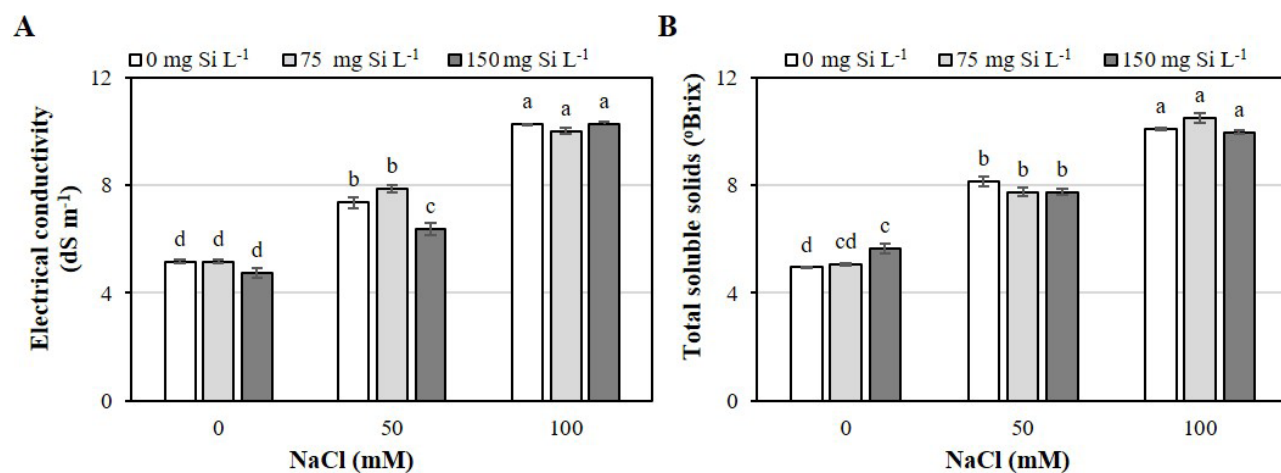 A
0 mg Si L⁻¹ 75 mg Si L⁻¹ 150 mg Si L⁻¹
Electrical conductivity
(dS m⁻¹)
12
8
4
0
d d d
b b c
a a a
0 50 100
NaCl (mM)
B
0 mg Si L⁻¹ 75 mg Si L⁻¹ 150 mg Si L⁻¹
Total soluble solids (ºBrix)
12
8
4
0
d cd c
b b b
a a a
0 50 100
NaCl (mM)